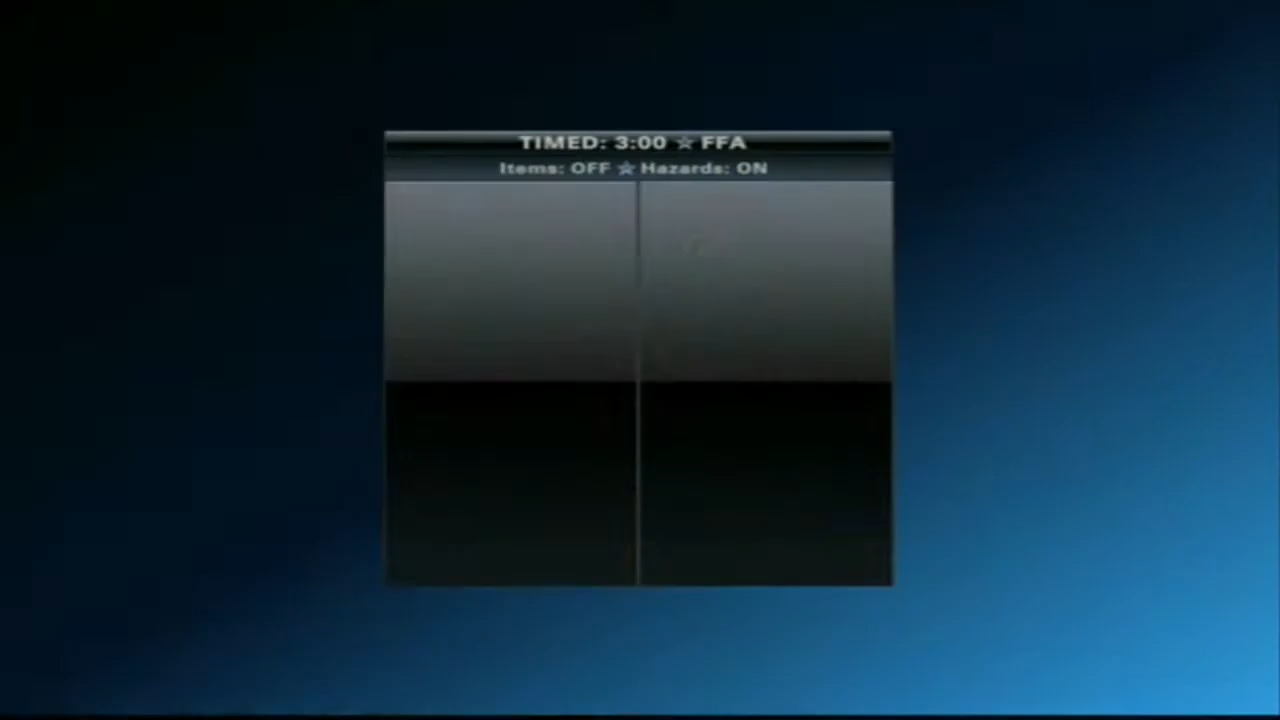 TIMED: 3:00 ☆ FFA
Items: OFF ☆ Hazards: ON